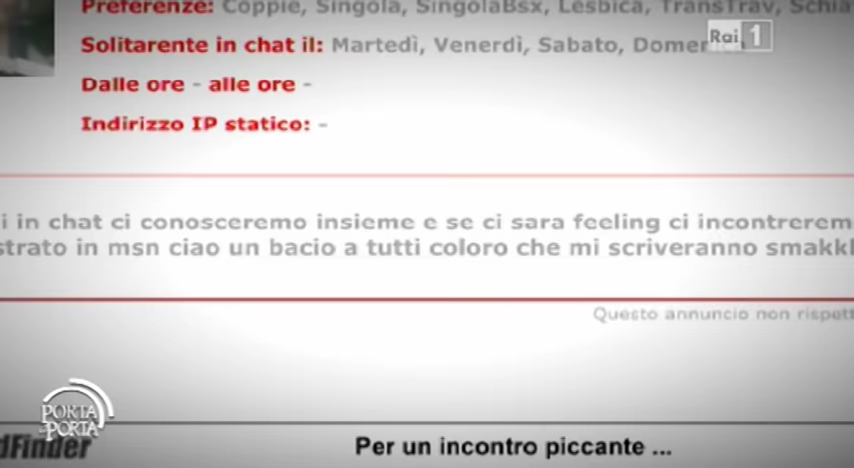 Preferenze: Coppie, Singola, SingolaBsx, Lesbica, TransTrav,
Solitarente in chat il: Martedì, Venerdì, Sabato,
Rai 1
Dalle ore - alle ore -
Indirizzo IP statico: -
i in chat ci conosceremo insieme e se ci sara feeling ci
in msn ciao un bacio a tutti coloro che mi scriveranno
Questo annuncio non
PORTA a PORTA
Per un incontro piccante ...